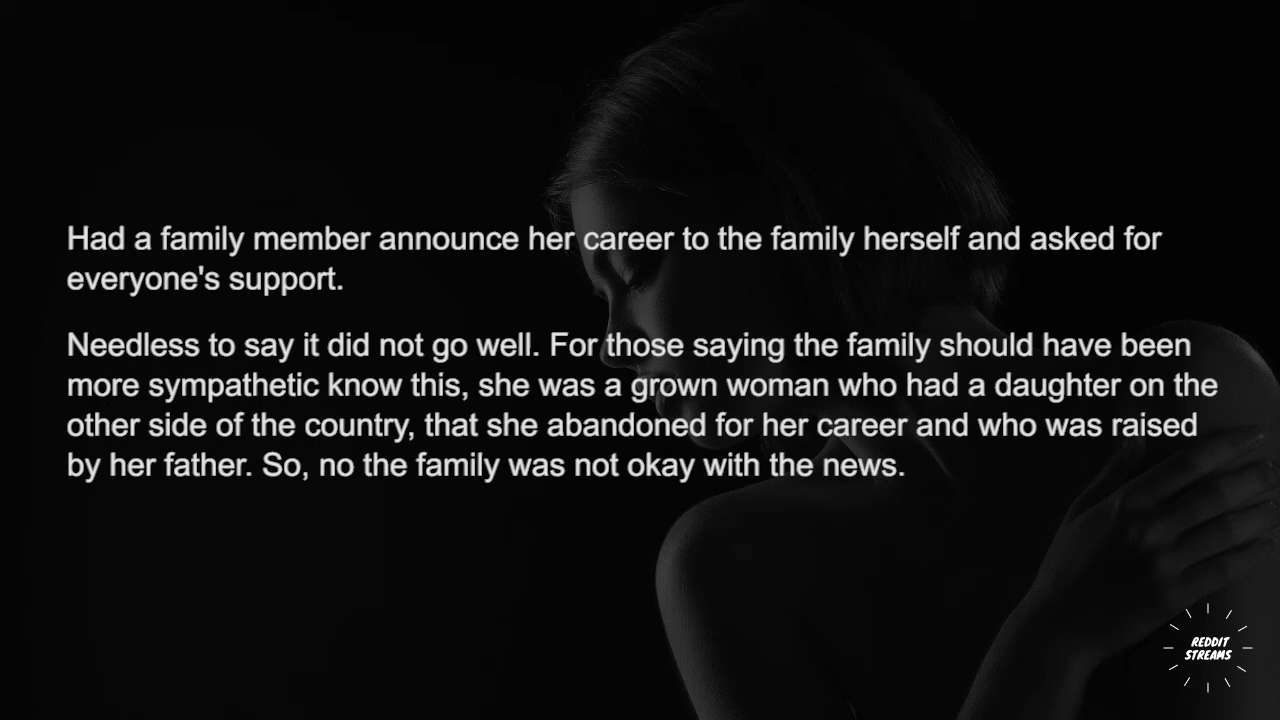 Had a family member announce her career to the family herself and asked for
everyone's support.
Needless to say it did not go well. For those saying the family should have been
more sympathetic know this, she was a grown woman who had a daughter on the
other side of the country, that she abandoned for her career and who was raised
by her father. So, no the family was not okay with the news.
REDDIT
STREAMS